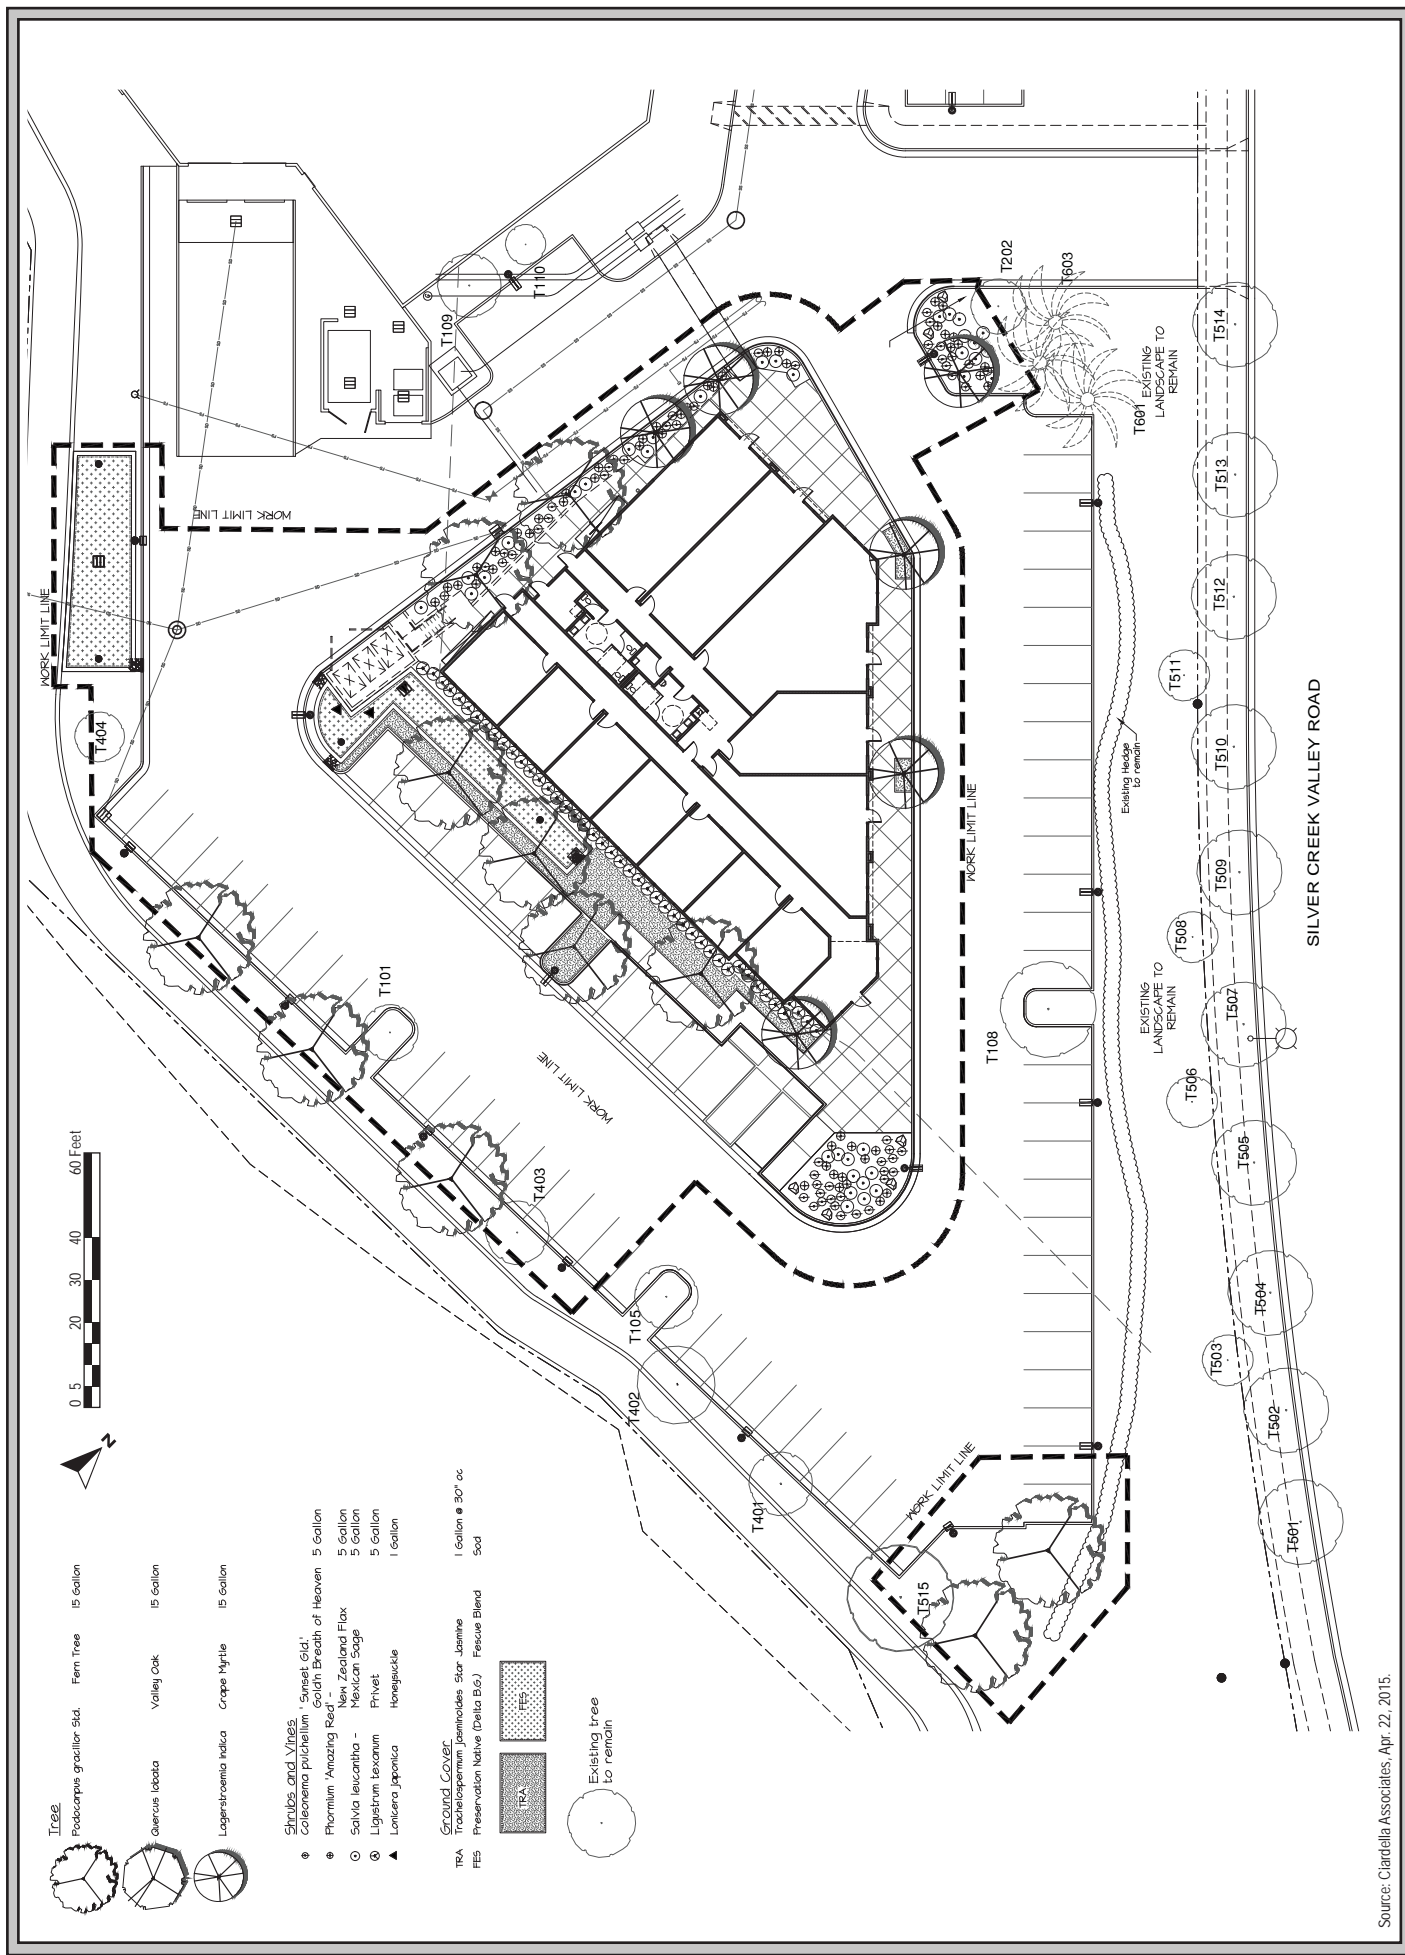 Tree
Podocarpus gracilior Std. Fern Tree 15 Gallon
Quercus lobata Valley Oak 15 Gallon
Lagerstroemia indica Crape Myrtle 15 Gallon
Shrubs and Vines
Coleonema pulchellum 'Sunset Gld.'
Gold'n Breath of Heaven 5 Gallon
Phormium 'Amazing Red' -
New Zealand Flax 5 Gallon
Salvia leucantha - Mexican Sage 5 Gallon
Ligustrum texanum Privet 5 Gallon
Lonicera japonica Honeysuckle 1 Gallon
Ground Cover
TRA Trachelospermum jasminoides Star Jasmine 1 Gallon @ 30" oc
FES Preservation Native (Delta B.G.) Fescue Blend Sod
TRA
FES
Existing tree
to remain
N
0 5 10 20 30 40 60 Feet
WORK LIMIT LINE
WORK LIMIT LINE
WORK LIMIT LINE
WORK LIMIT LINE
WORK LIMIT LINE
T404
T101
T403
T105
T402
T401
T515
T109
T110
T202
T603
T601
T108
EXISTING
LANDSCAPE TO
REMAIN
EXISTING
LANDSCAPE TO
REMAIN
Existing Hedge
to remain
T501
T502
T503
T504
T505
T506
T507
T508
T509
T510
T511
T512
T513
T514
SILVER CREEK VALLEY ROAD
Source: Ciardella Associates, Apr. 22, 2015.